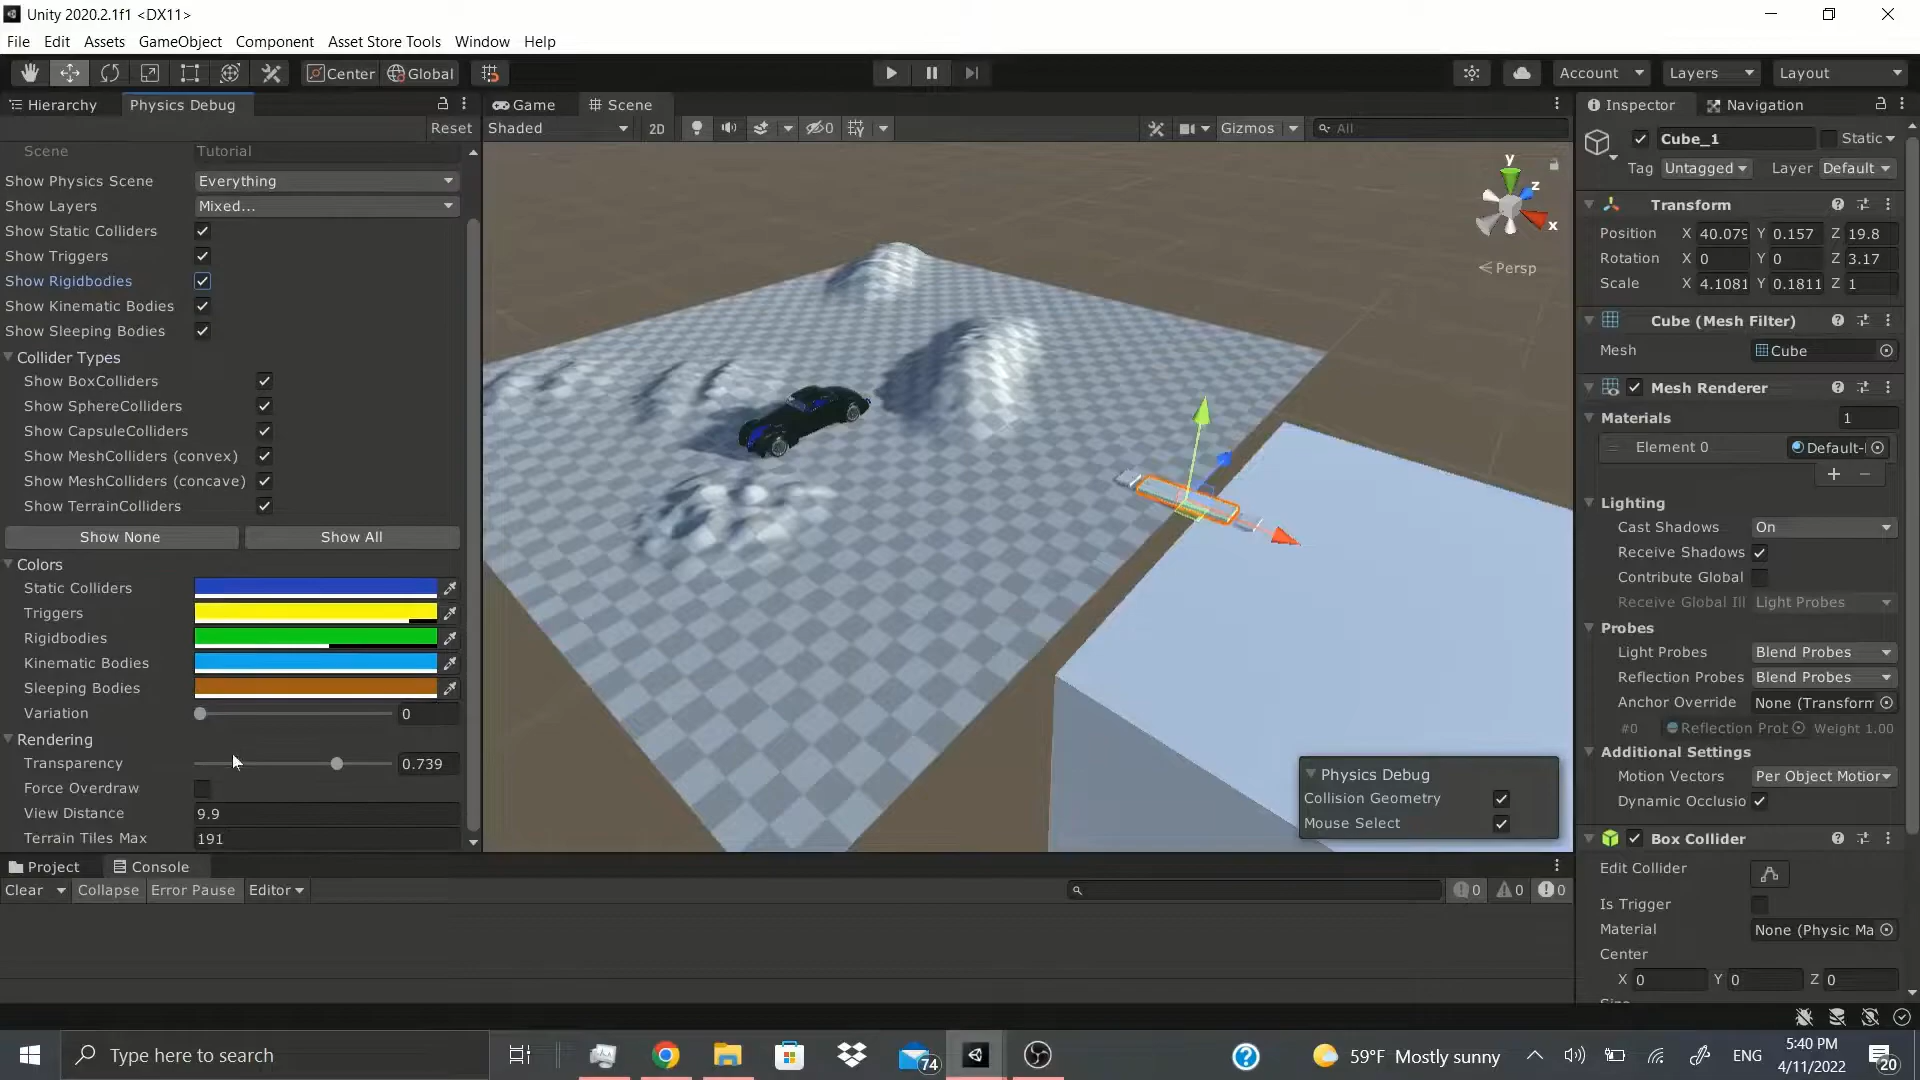 Unity 2020.2.1f1 <DX11>
File Edit Assets GameObject Component Asset Store Tools Window Help
Center Global Account Layers Layout
Hierarchy Physics Debug
Reset
Scene Tutorial
Show Physics Scene Everything
Show Layers Mixed...
Show Static Colliders
Show Triggers
Show Rigidbodies
Show Kinematic Bodies
Show Sleeping Bodies
Collider Types
Show BoxColliders
Show SphereColliders
Show CapsuleColliders
Show MeshColliders (convex)
Show MeshColliders (concave)
Show TerrainColliders
Show None Show All
Colors
Static Colliders
Triggers
Rigidbodies
Kinematic Bodies
Sleeping Bodies
Variation 0
Rendering
Transparency 0.739
Force Overdraw
View Distance 9.9
Terrain Tiles Max 191
Game Scene
Shaded 2D 0 Gizmos All
y
z
x
Persp
Physics Debug
Collision Geometry
Mouse Select
Inspector Navigation
Cube_1 Static
Tag Untagged Layer Default
Transform
Position X 40.079 Y 0.157 Z 19.8
Rotation X 0 Y 0 Z 3.17
Scale X 4.1081 Y 0.1811 Z 1
Cube (Mesh Filter)
Mesh Cube
Mesh Renderer
Materials 1
Element 0 Default-
Lighting
Cast Shadows On
Receive Shadows
Contribute Global
Receive Global Ill Light Probes
Probes
Light Probes Blend Probes
Reflection Probes Blend Probes
Anchor Override None (Transform
#0 Reflection Prob Weight 1.00
Additional Settings
Motion Vectors Per Object Motion
Dynamic Occlusio
Box Collider
Edit Collider
Is Trigger
Material None (Physic Ma
Center
X 0 Y 0 Z 0
Project Console
Clear Collapse Error Pause Editor 0 0 0
Type here to search
74
59°F Mostly sunny
ENG
5:40 PM
4/11/2022
20